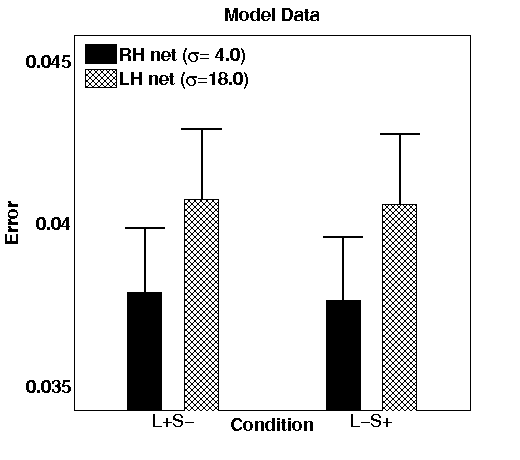 Model Data
0.045
RH net (σ= 4.0)
LH net (σ=18.0)
0.04
Error
0.035
L+S−
L−S+
Condition